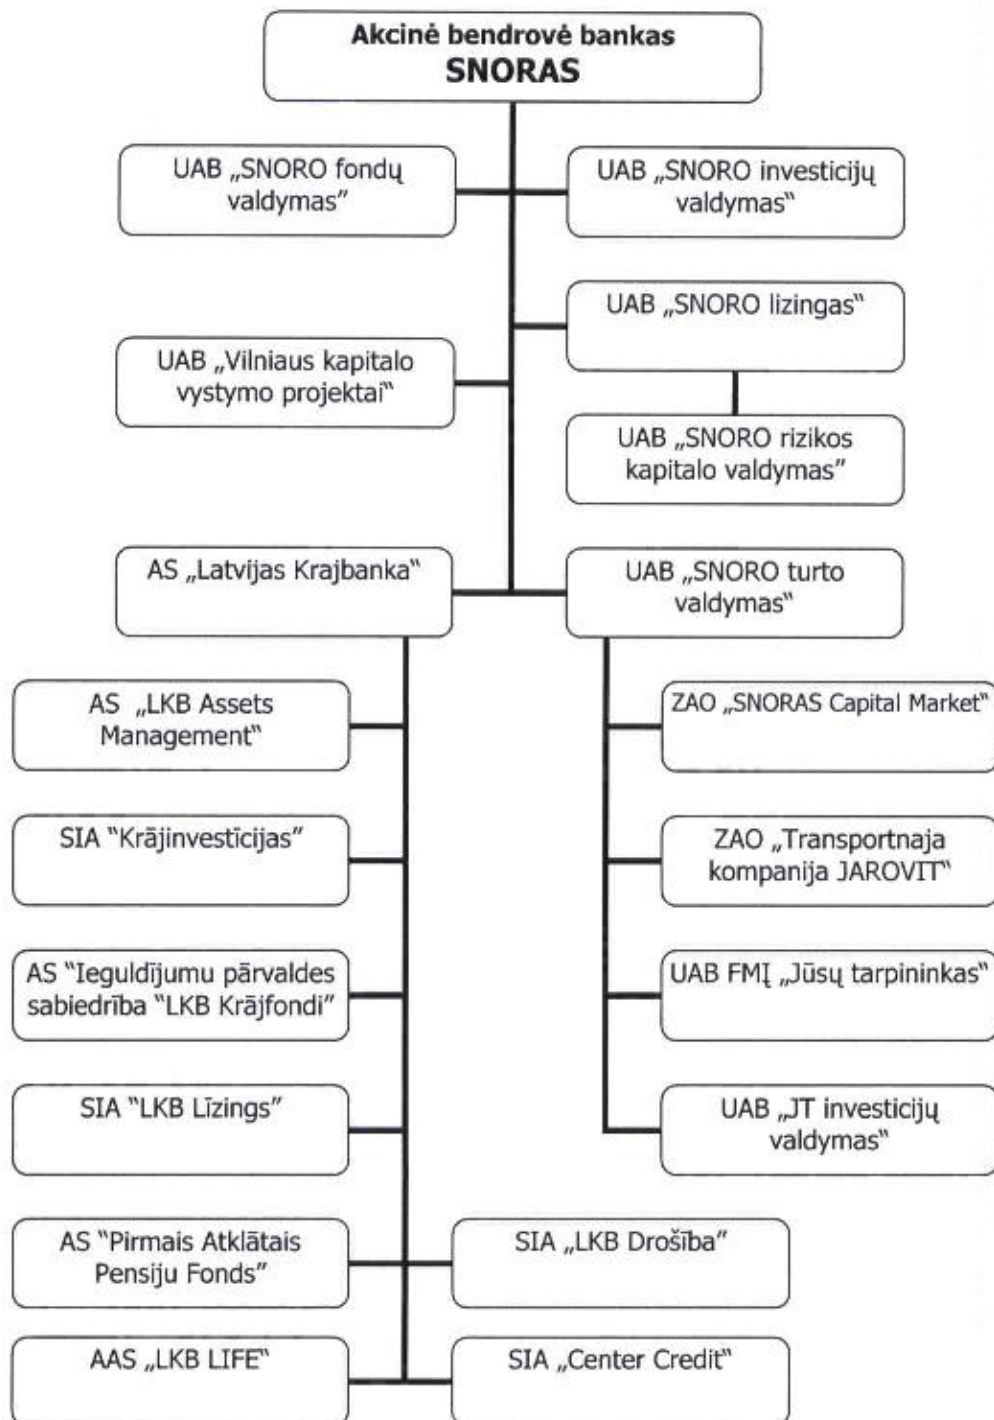 Akcinė bendrovė bankas
SNORAS
UAB „SNORO fondų
valdymas”
UAB „SNORO investicijų
valdymas“
UAB „SNORO lizingas“
UAB „Vilniaus kapitalo
vystymo projektai“
UAB „SNORO rizikos
kapitalo valdymas”
AS „Latvijas Krajbanka“
UAB „SNORO turto
valdymas“
AS „LKB Assets
Management“
ZAO „SNORAS Capital Market“
SIA “Krājinvestīcijas”
ZAO „Transportnaja
kompanija JAROVIT“
AS “Ieguldījumu pārvaldes
sabiedrība “LKB Krājfondi”
UAB FMĮ „Jūsų tarpininkas“
SIA “LKB Līzings”
UAB „JT investicijų
valdymas“
AS “Pirmais Atklātais
Pensiju Fonds”
SIA „LKB Drošība”
AAS „LKB LIFE“
SIA „Center Credit“